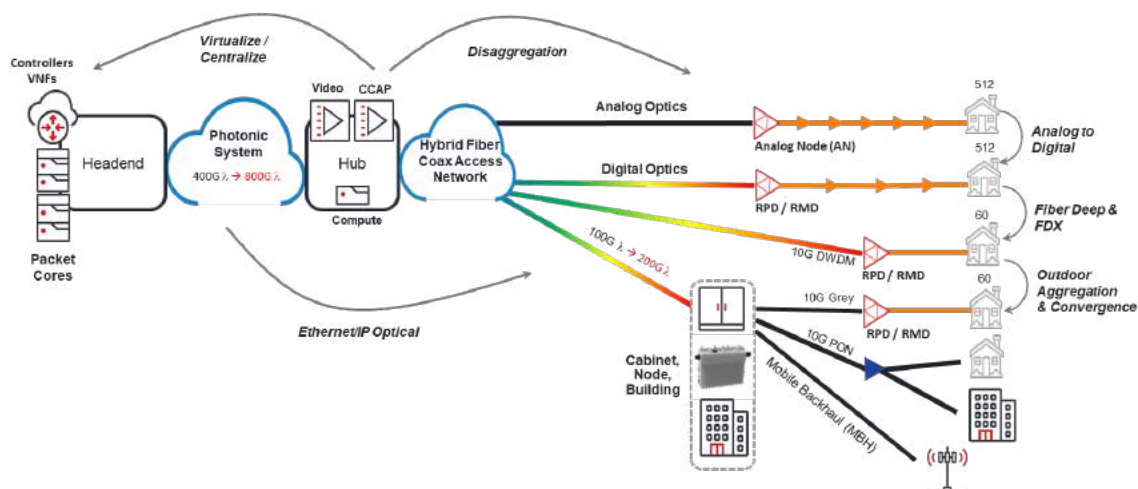 Virtualize /
Centralize
Disaggregation
Controllers
VNFs
Video
CCAP
512
Analog Optics
Photonic
System
Hybrid Fiber
Coax Access
Network
Analog to
Digital
Analog Node (AN)
Headend
Hub
512
400G λ → 800G λ
Digital Optics
RPD / RMD
Fiber Deep &
FDX
Compute
60
100G λ → 200G λ
10G DWDM
Packet
Cores
RPD / RMD
60
Outdoor
Aggregation
& Convergence
10G Grey
Ethernet/IP Optical
RPD / RMD
10G PON
Cabinet,
Node,
Building
Mobile Backhaul (MBH)